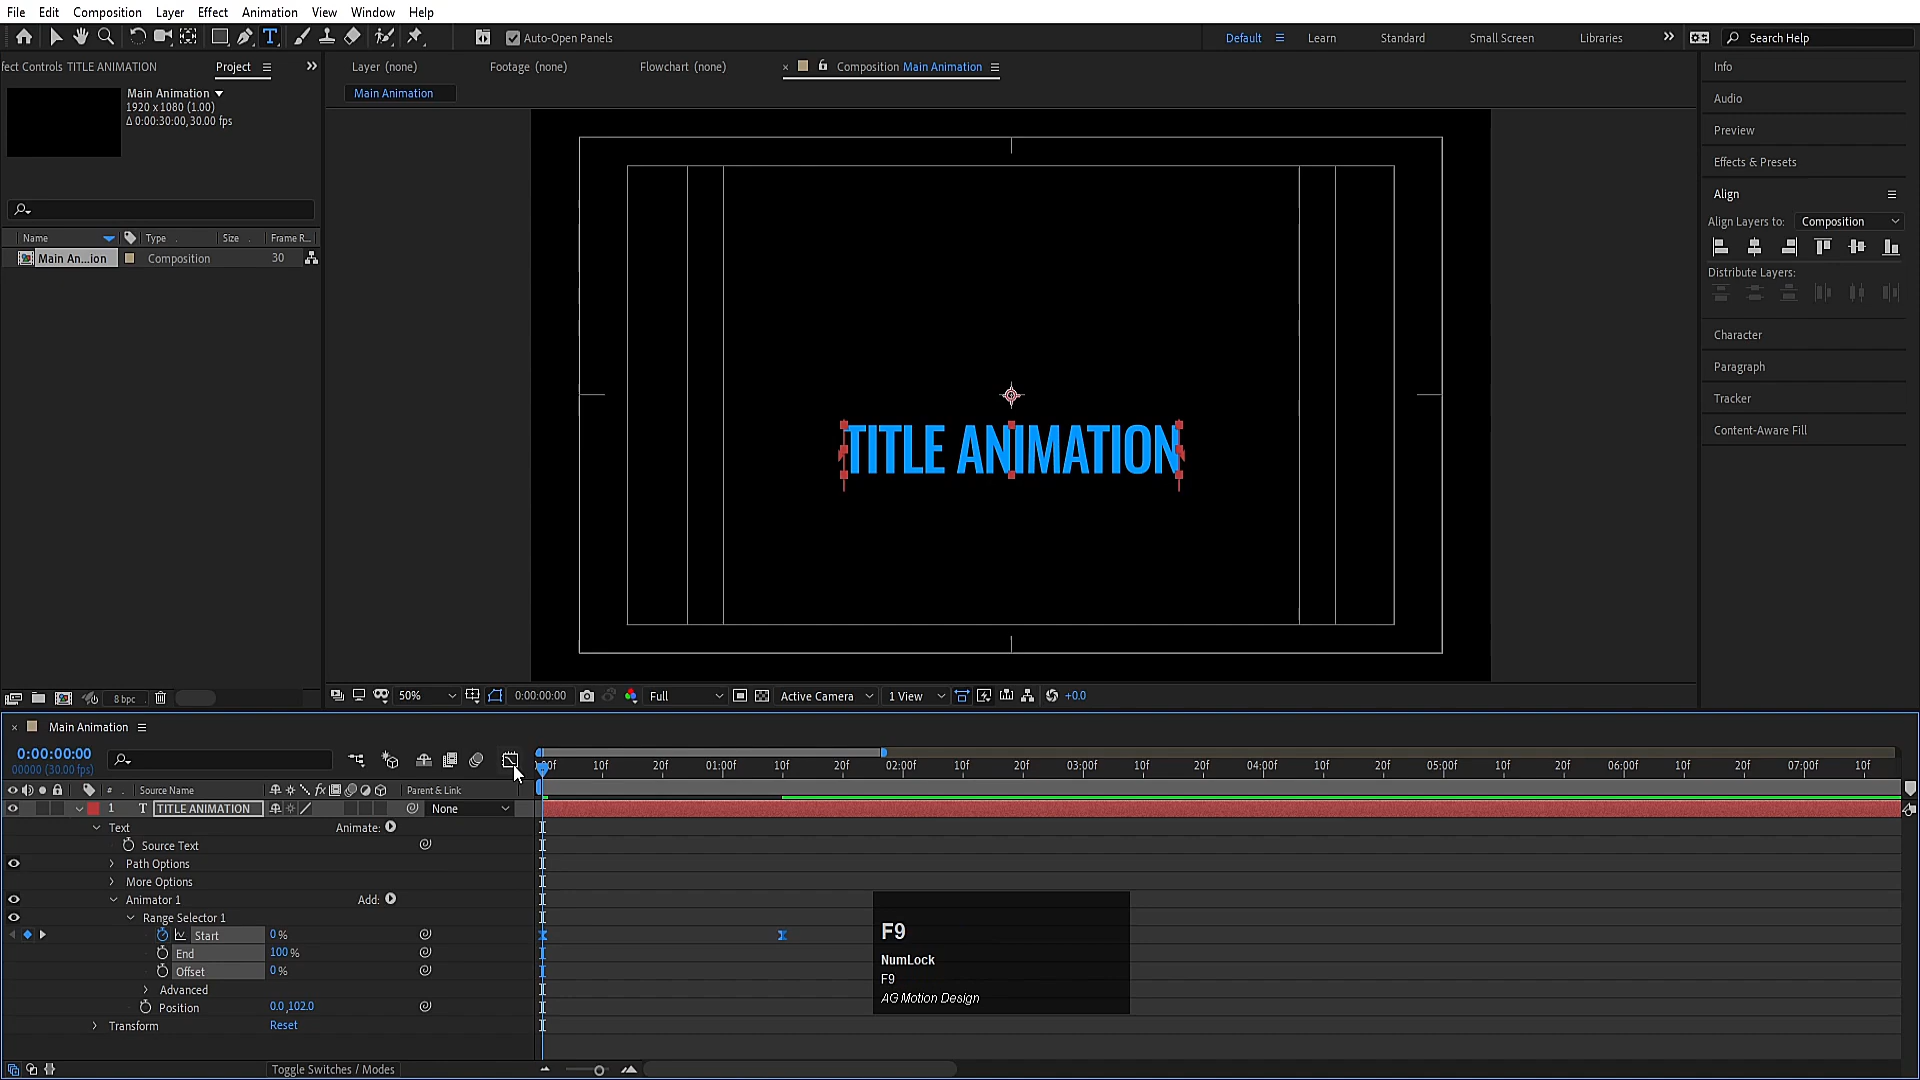 File Edit Composition Layer Effect Animation View Window Help
Auto-Open Panels Default Learn Standard Small Screen Libraries Search Help
fect Controls TITLE ANIMATION Project Layer (none) Footage (none) Flowchart (none) Composition Main Animation Info
Main Animation
1920 x 1080 (1.00)
Δ 0:00:30:00, 30.00 fps
Main Animation
Audio
Preview
Effects & Presets
Align
Align Layers to: Composition
Distribute Layers:
Character
Paragraph
Tracker
Content-Aware Fill
Name Type Size Frame R...
Main An...ion Composition 30
TITLE ANIMATION
8 bpc 50% 0:00:00:00 Full Active Camera 1 View +0.0
Main Animation
0:00:00:00
00000 (30.00 fps)
:00f 10f 20f 01:00f 10f 20f 02:00f 10f 20f 03:00f 10f 20f 04:00f 10f 20f 05:00f 10f 20f 06:00f 10f 20f 07:00f 10f
# Source Name fx Parent & Link
1 T TITLE ANIMATION None
Text Animate:
Source Text
Path Options
More Options
Animator 1 Add:
Range Selector 1
Start 0 %
End 100 %
Offset 0 %
Advanced
Position 0.0, 102.0
Transform Reset
F9
NumLock
F9
AG Motion Design
Toggle Switches / Modes